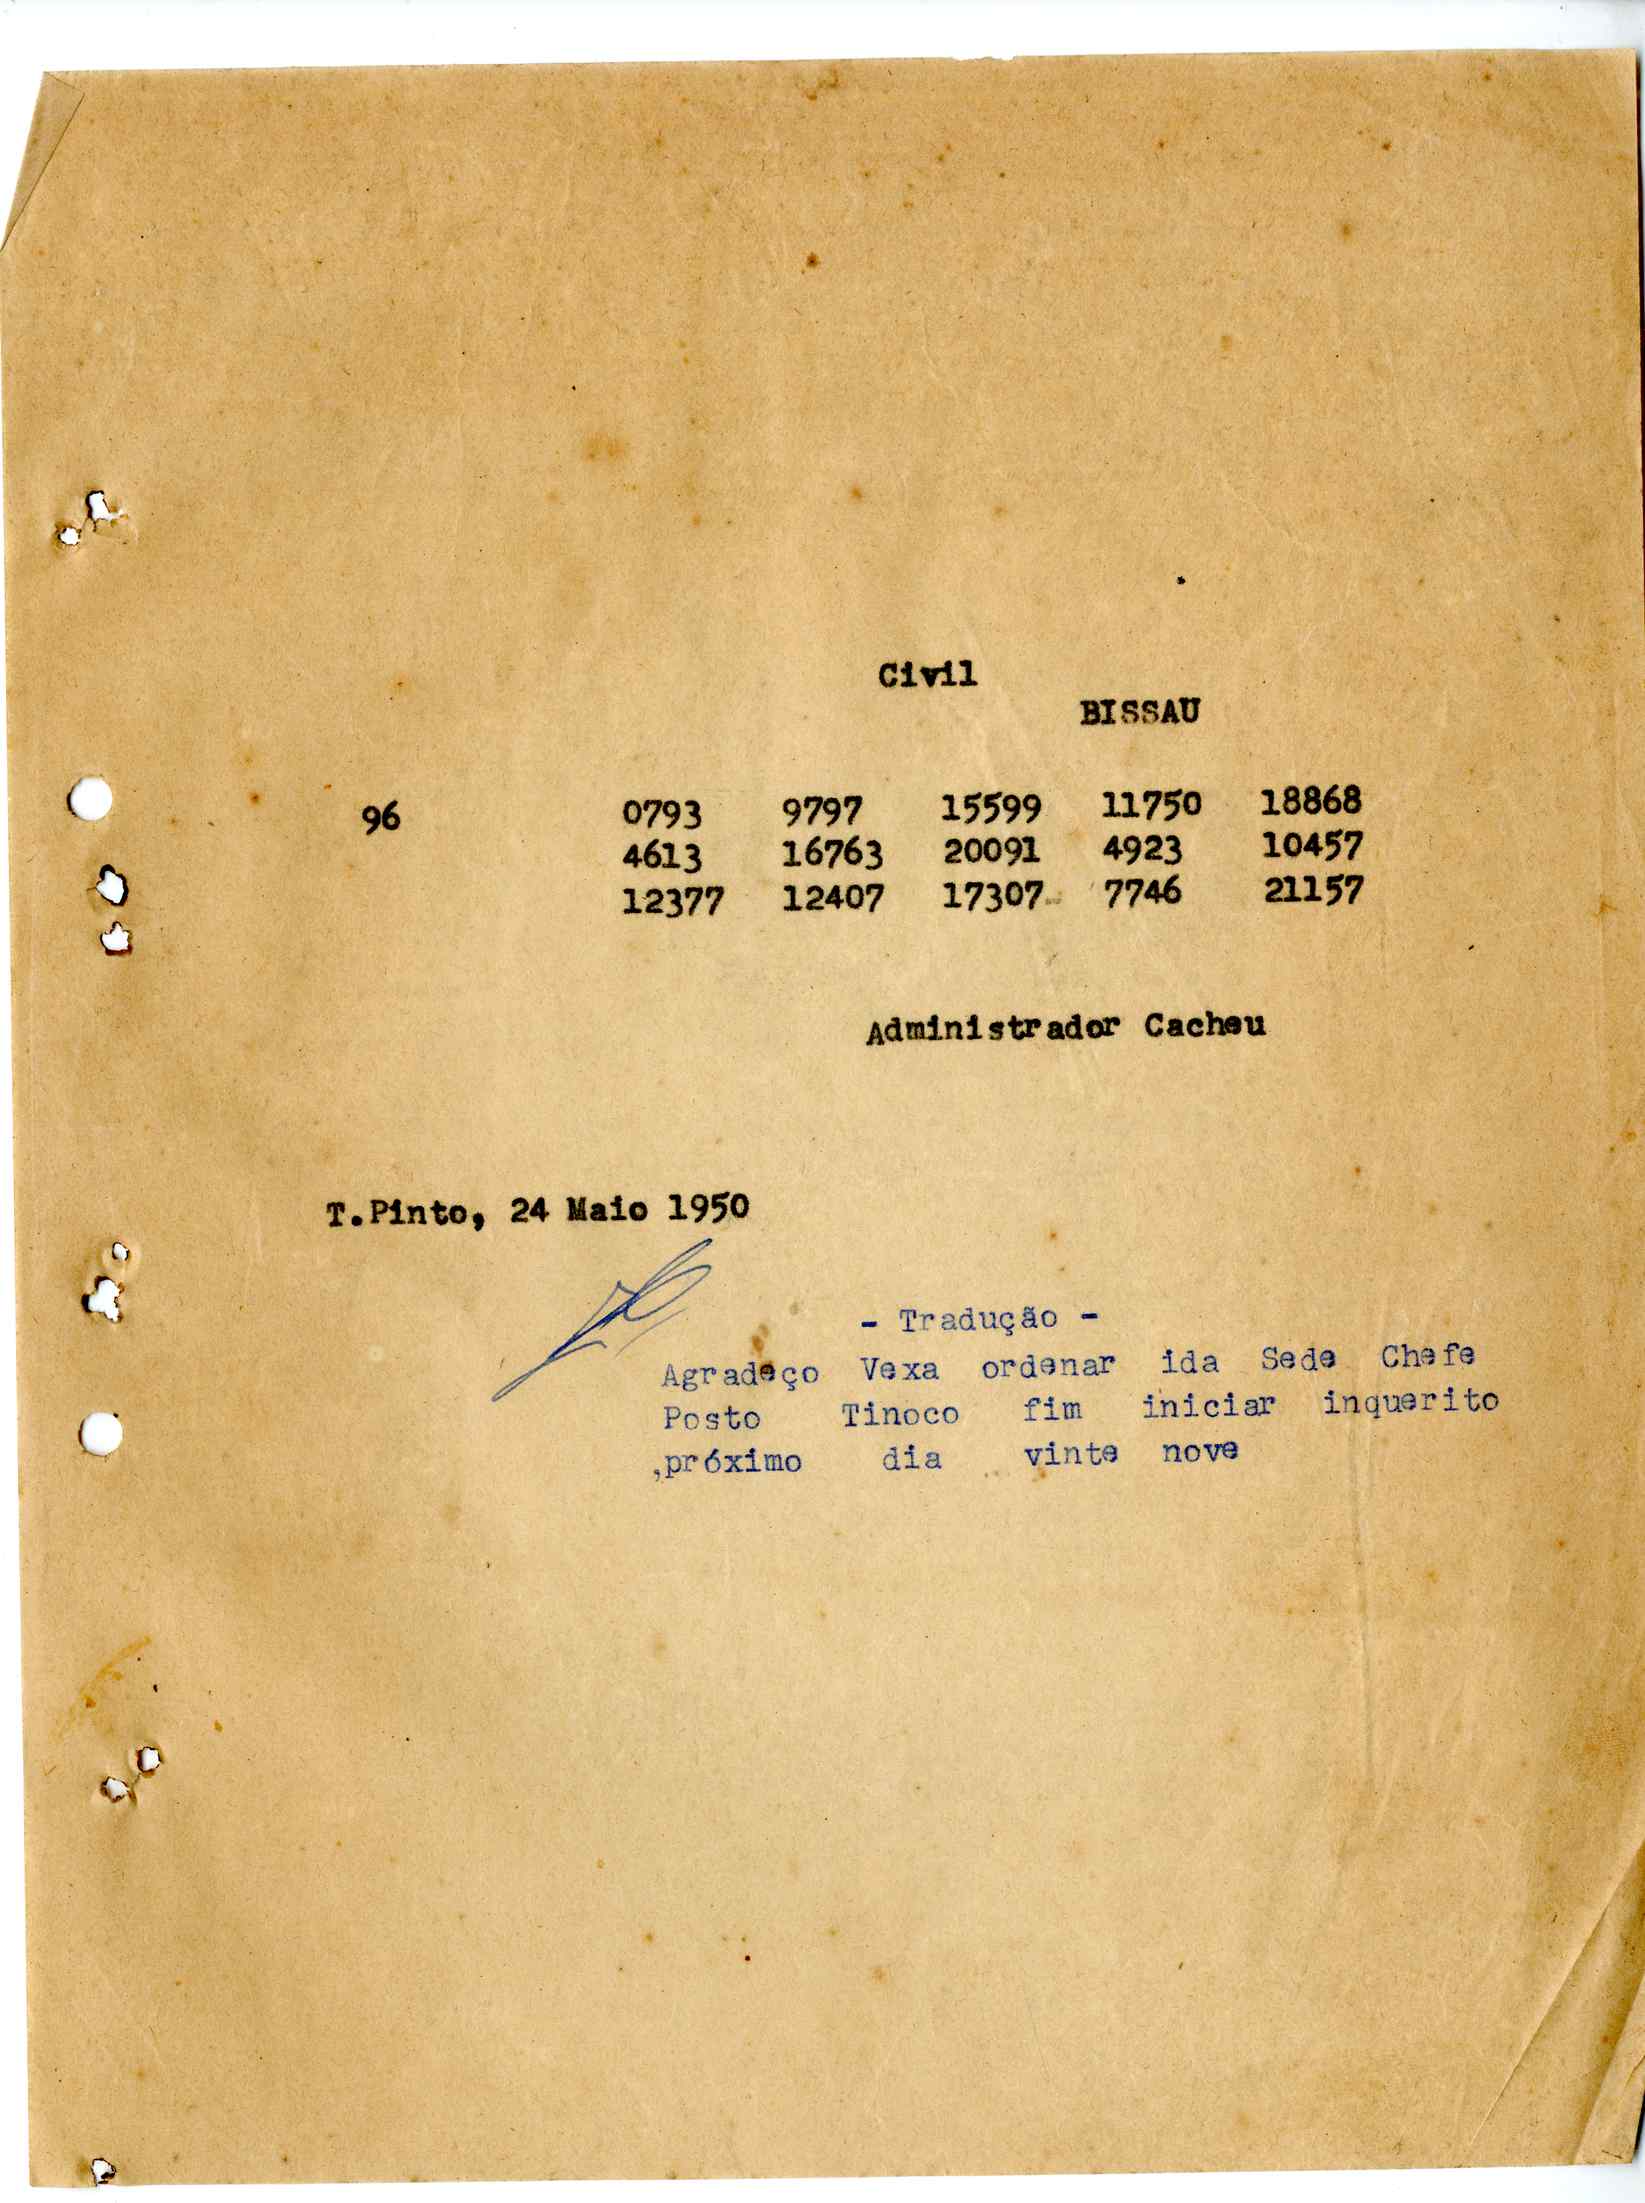 Civil
BISSAU
96 0793 9797 15599 11750 18868
4613 16763 20091 4923 10457
12377 12407 17307 7746 21157
Administrador Cacheu
T.Pinto, 24 Maio 1950
- Tradução -
Agradeço Vexa ordenar ida Sede Chefe
Posto Tinoco fim iniciar inquerito
,próximo dia vinte nove